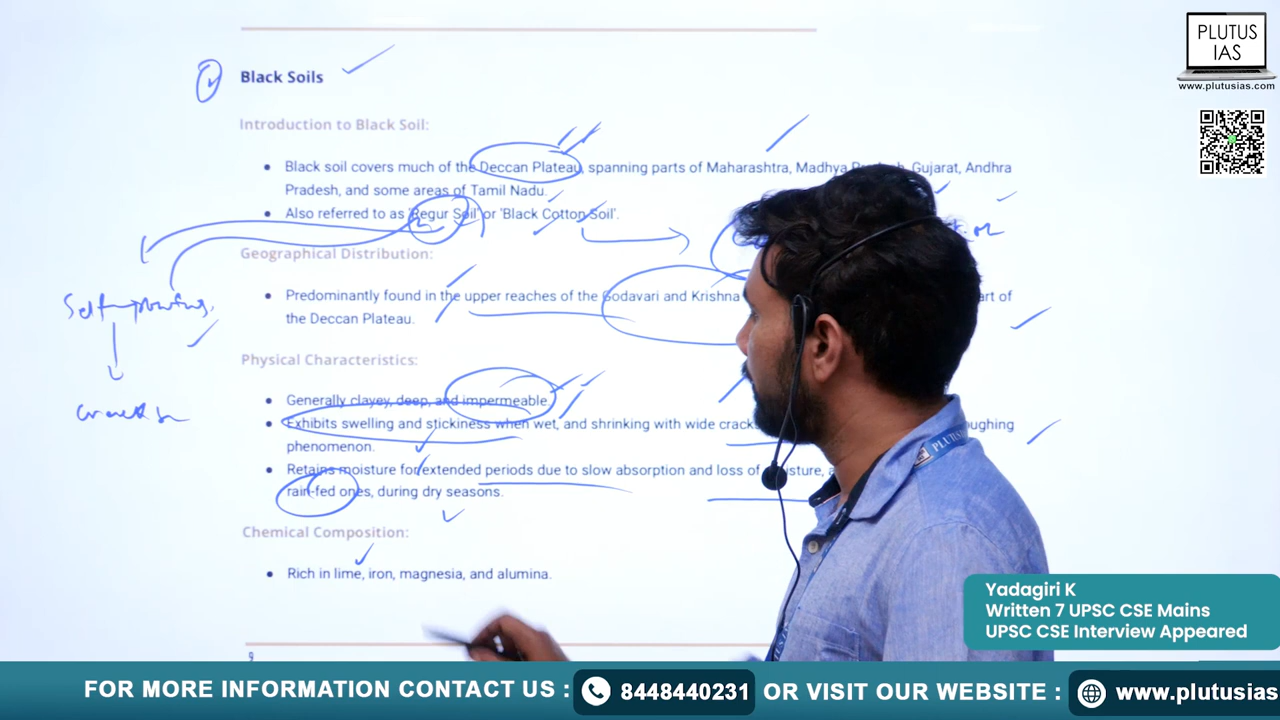 PLUTUS
IAS
www.plutusias.com
Black Soils
Introduction to Black Soil:
• Black soil covers much of the Deccan Plateau, spanning parts of Maharashtra, Madhya Gujarat, Andhra
Pradesh, and some areas of Tamil Nadu.
• Also referred to as 'Regur Soil' or 'Black Cotton Soil'.
Geographical Distribution:
• Predominantly found in the upper reaches of the Godavari and Krishna of
the Deccan Plateau.
Self
Physical Characteristics:
• Generally clayey, deep, and impermeable.
• Exhibits swelling and stickiness when wet, and shrinking with wide
phenomenon.
• Retains moisture for extended periods due to slow absorption and loss of
rain-fed ones, during dry seasons.
Chemical Composition:
• Rich in lime, iron, magnesia, and alumina.
9
Yadagiri K
Written 7 UPSC CSE Mains
UPSC CSE Interview Appeared
FOR MORE INFORMATION CONTACT US : 8448440231 OR VISIT OUR WEBSITE : www.plutusias